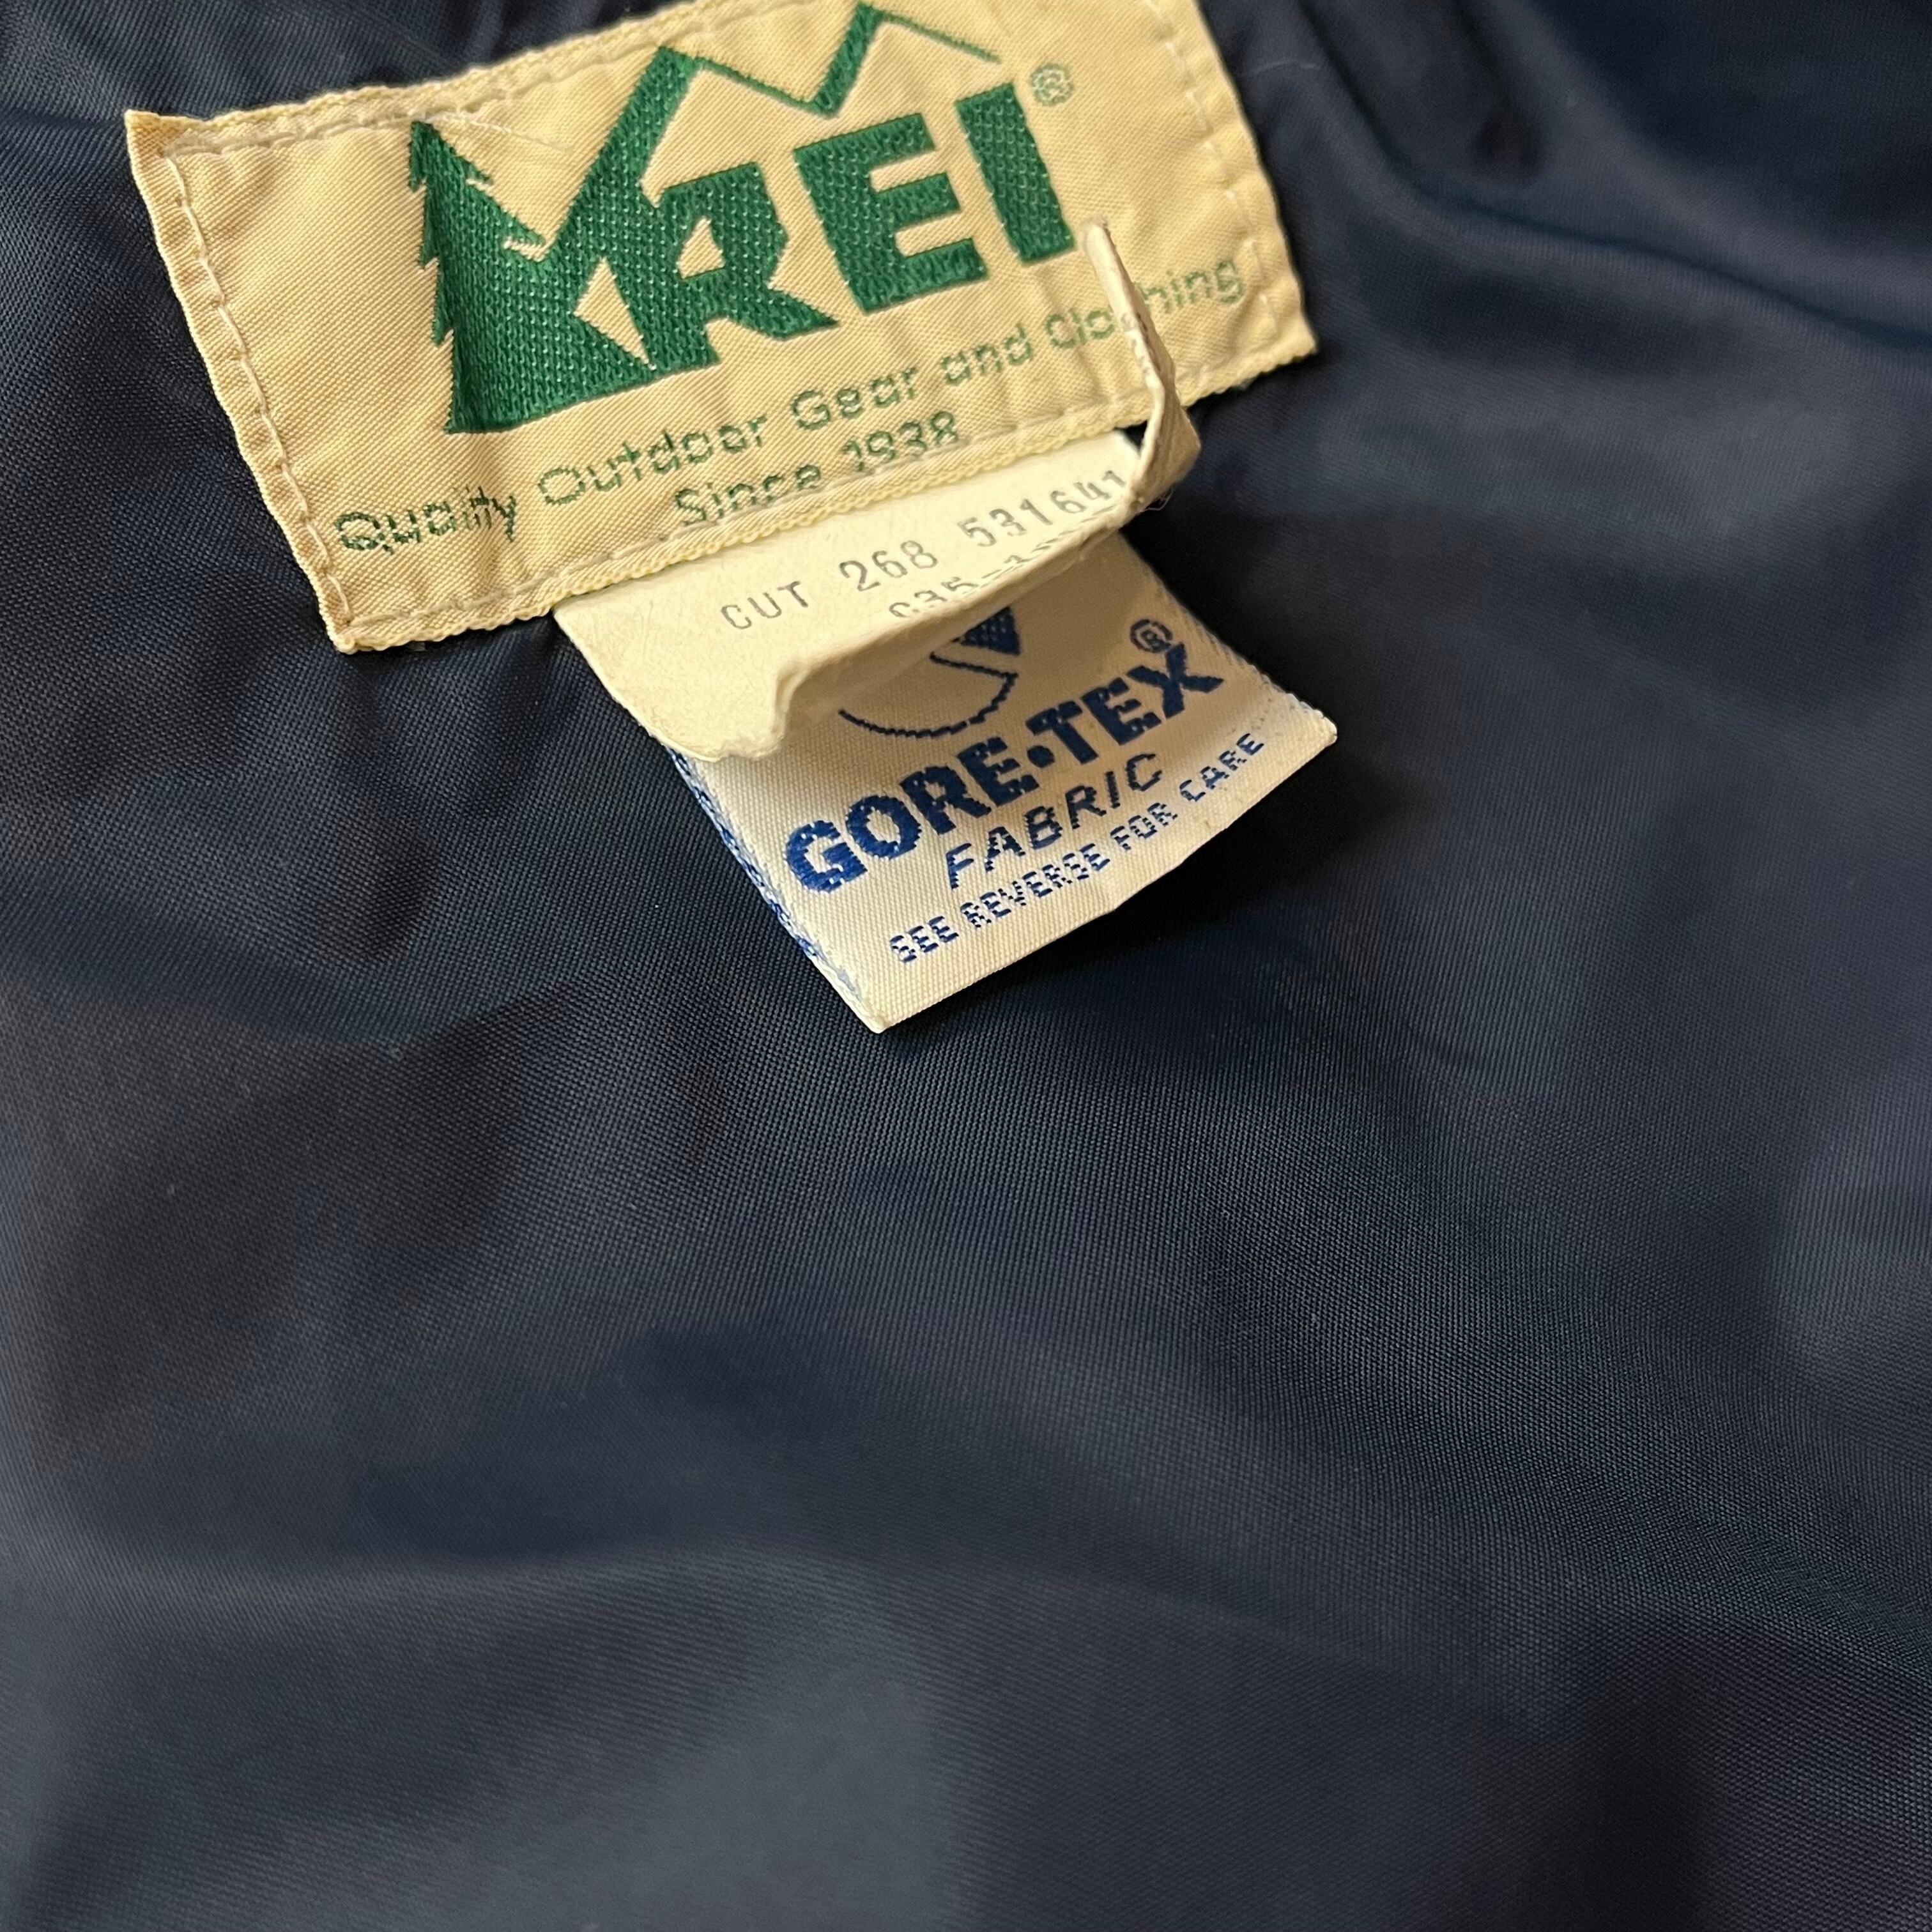 REI®
Quality Outdoor Gear and Clothing
Since 1938
CUT 268 531641
GORE-TEX®
FABRIC
SEE REVERSE FOR CARE